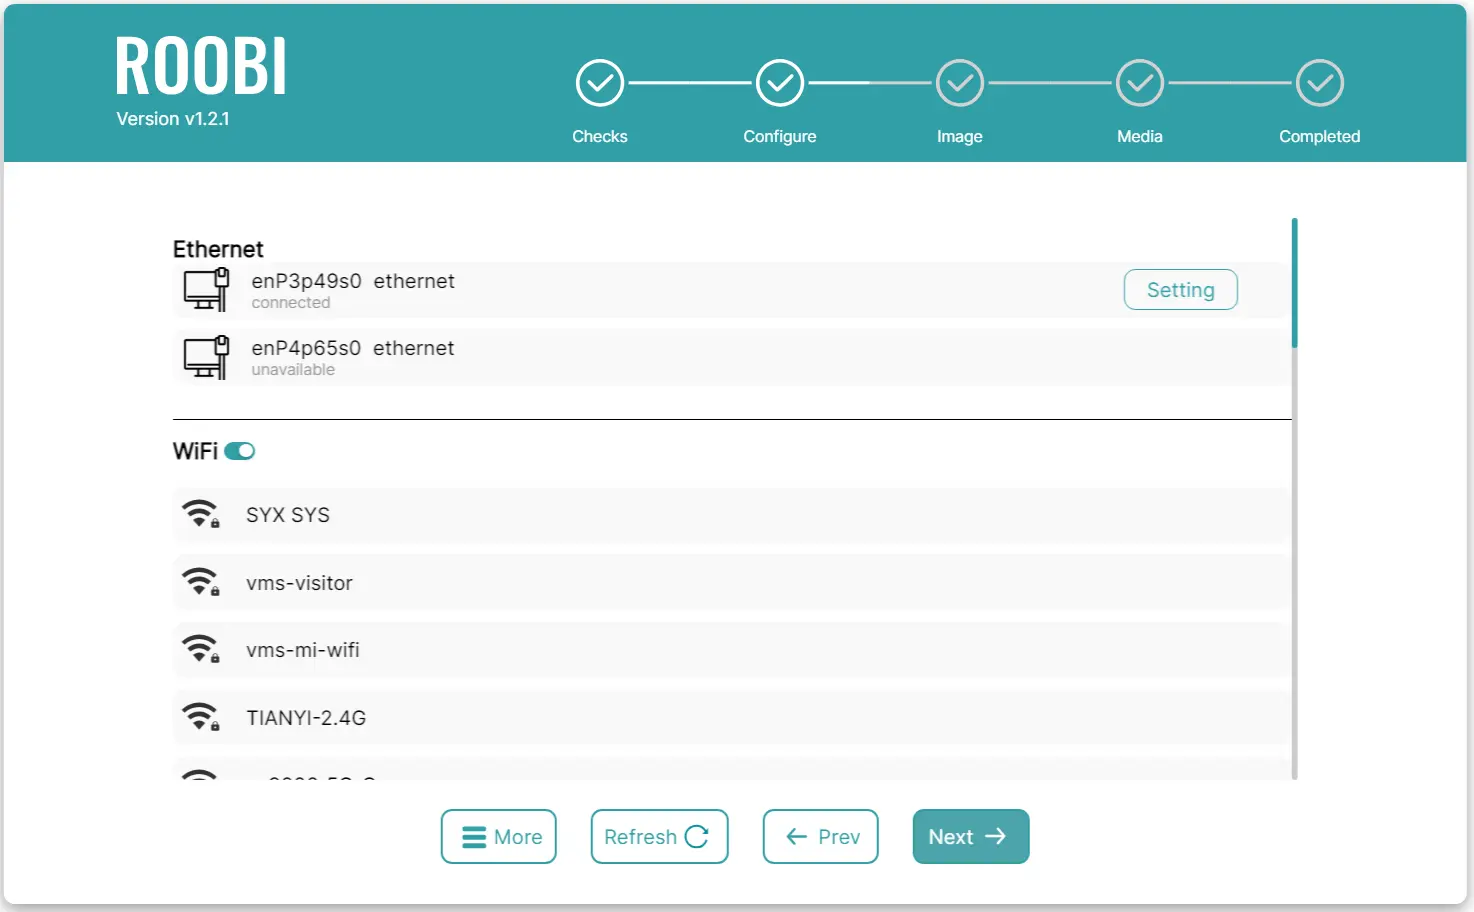 ROOBI
Version v1.2.1
Checks
Configure
Image
Media
Completed
Ethernet
enP3p49s0 ethernet
connected
Setting
enP4p65s0 ethernet
unavailable
WiFi
SYX SYS
vms-visitor
vms-mi-wifi
TIANYI-2.4G
More
Refresh
Prev
Next